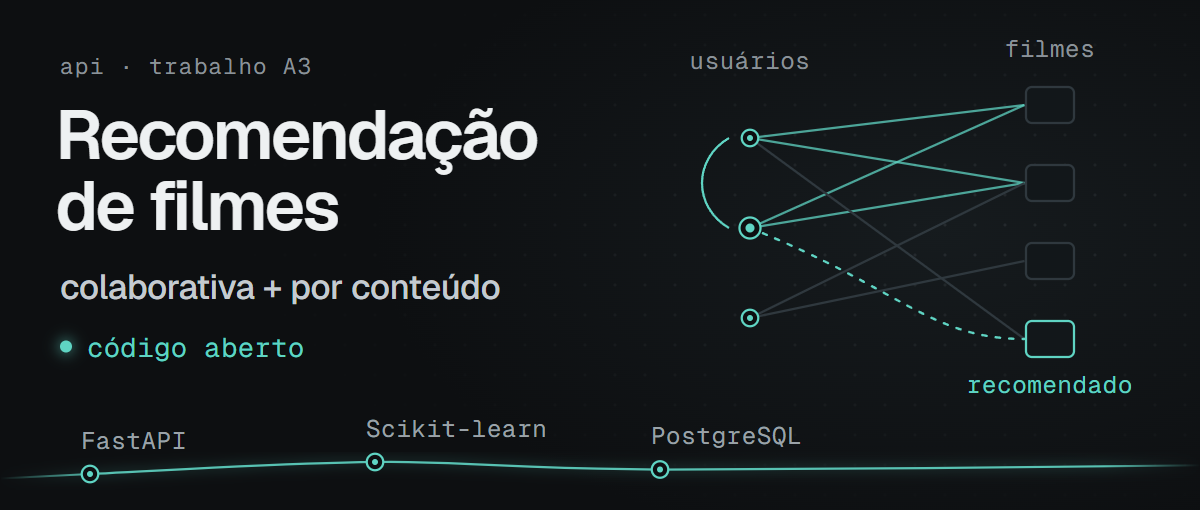 api · trabalho A3
Recomendação
de filmes
colaborativa + por conteúdo
código aberto
usuários
filmes
recomendado
FastAPI
Scikit-learn
PostgreSQL